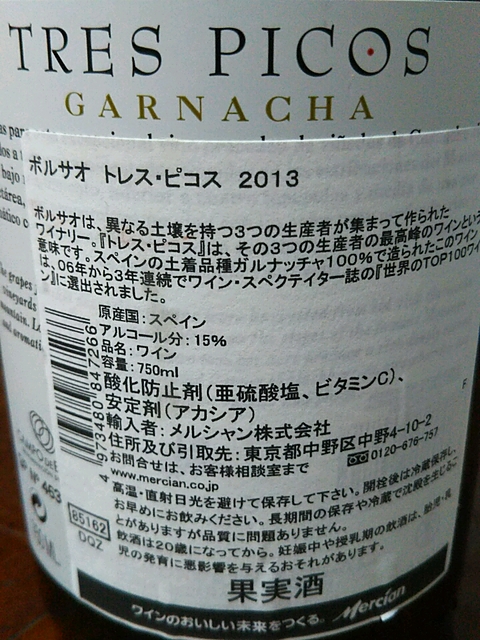 TRES PICOS
GARNACHA
ボルサオ トレス・ピコス 2013
ボルサオは、異なる土壌を持つ3つの生産者が集まって作られた
ワイナリー。『トレス・ピコス』は、その3つの生産者の最高峰のワインという
意味です。スペインの土着品種ガルナッチャ100%で造られたこのワイン
は、06年から3年連続でワイン・スペクテイター誌の『世界のTOP100ワイ
ン』に選出されました。
原産国:スペイン
アルコール分:15%
品名:ワイン
容量:750ml
酸化防止剤(亜硫酸塩、ビタミンC)、
安定剤(アカシア)
輸入者:メルシャン株式会社
住所及び引取先:東京都中野区中野4-10-2
お問合せは、お客様相談室まで 0120-676-757
www.mercian.co.jp
高温・直射日光を避けて保存して下さい。開栓後は冷蔵保存し、
お早めにお飲みください。長期間の保存や冷蔵で沈殿を生じるこ
とがありますが品質に問題ありません。
飲酒は20歳になってから。妊娠中や授乳期の飲酒は、胎児・乳
児の発育に悪影響を与えるおそれがあります。
果実酒
ワインのおいしい未来をつくる。 Mercian
4 973480 847266
85162
DQZ